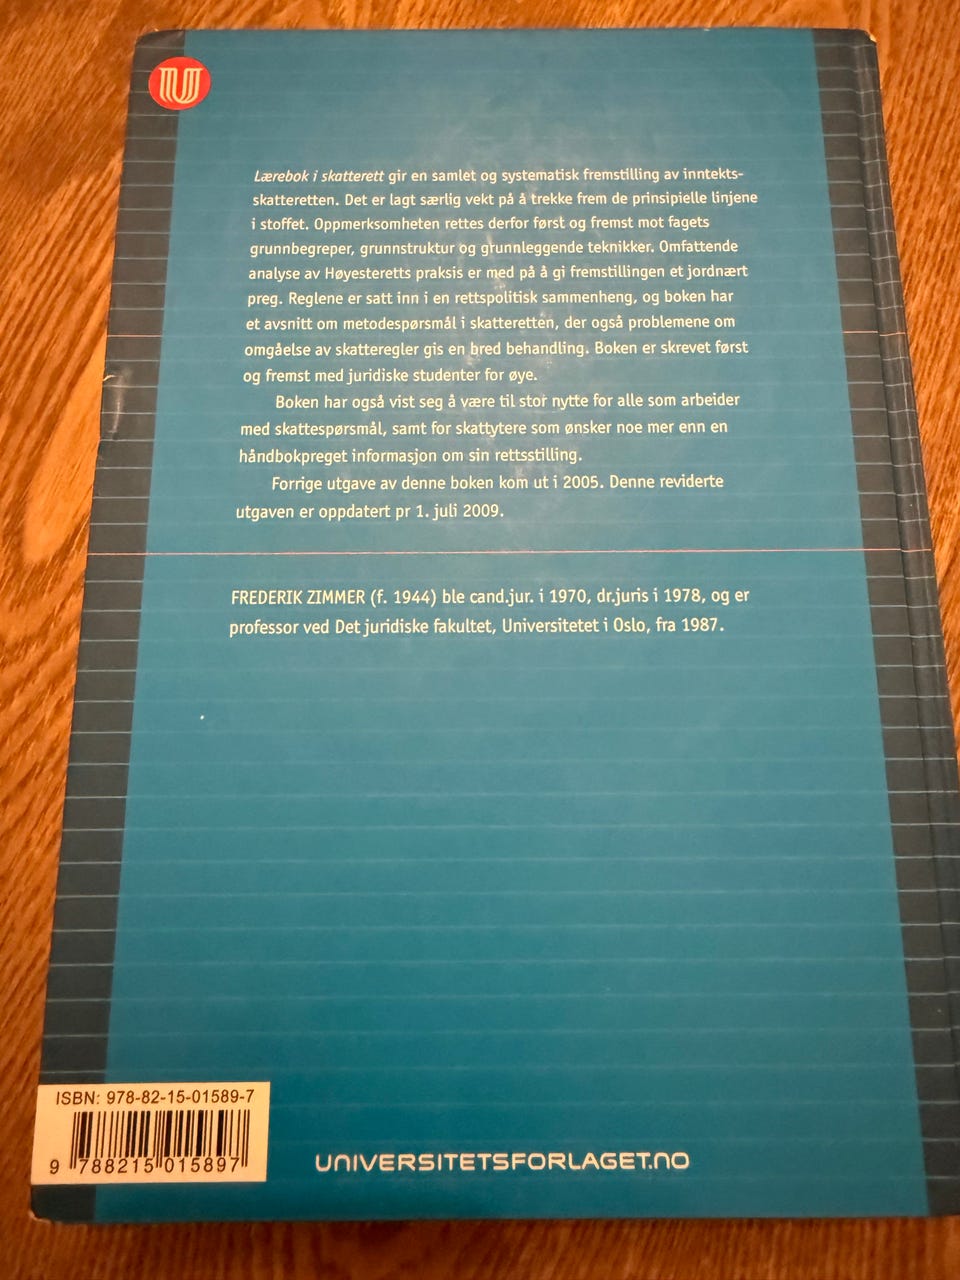 U
Lærebok i skatterett gir en samlet og systematisk fremstilling av inntekts-
skatteretten. Det er lagt særlig vekt på å trekke frem de prinsipielle linjene
i stoffet. Oppmerksomheten rettes derfor først og fremst mot fagets
grunnbegreper, grunnstruktur og grunnleggende teknikker. Omfattende
analyse av Høyesteretts praksis er med på å gi fremstillingen et jordnært
preg. Reglene er satt inn i en rettspolitisk sammenheng, og boken har
et avsnitt om metodespørsmål i skatteretten, der også problemene om
omgåelse av skatteregler gis en bred behandling. Boken er skrevet først
og fremst med juridiske studenter for øye.
Boken har også vist seg å være til stor nytte for alle som arbeider
med skattespørsmål, samt for skattytere som ønsker noe mer enn en
håndbokpreget informasjon om sin rettsstilling.
Forrige utgave av denne boken kom ut i 2005. Denne reviderte
utgaven er oppdatert pr 1. juli 2009.
FREDERIK ZIMMER (f. 1944) ble cand.jur. i 1970, dr.juris i 1978, og er
professor ved Det juridiske fakultet, Universitetet i Oslo, fra 1987.
ISBN: 978-82-15-01589-7
9 788215 015897
UNIVERSITETSFORLAGET.NO